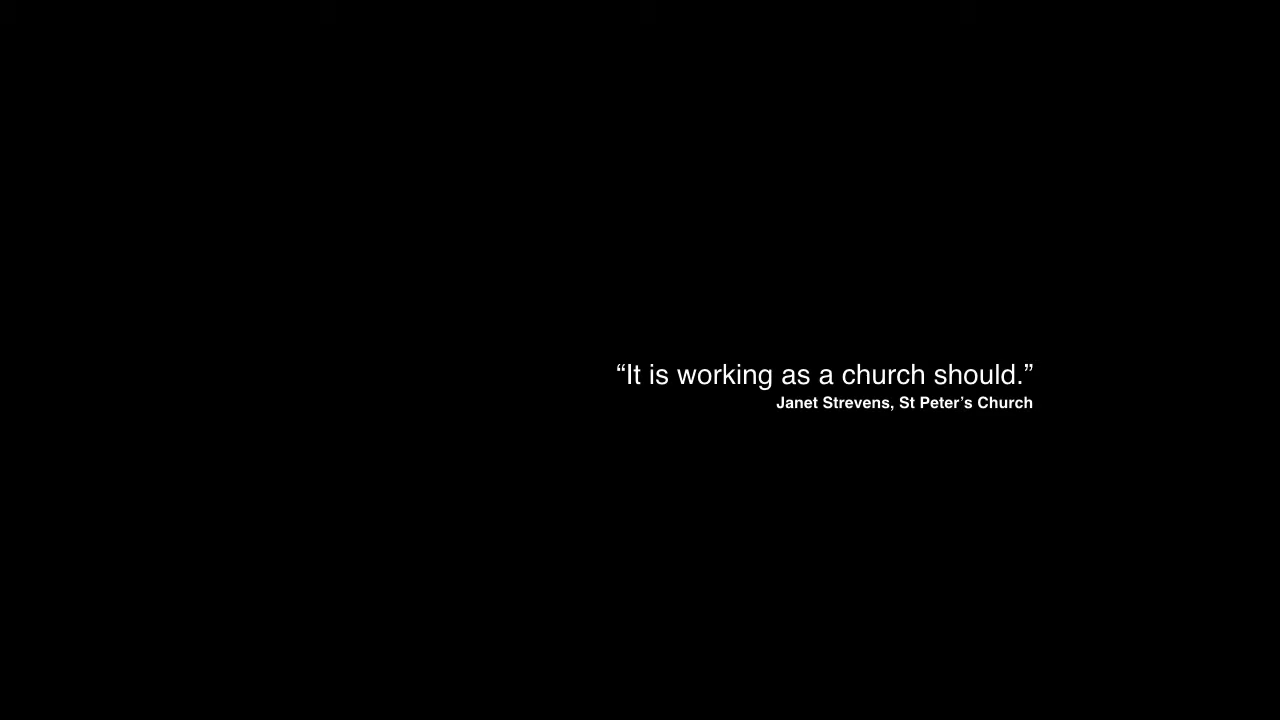 “It is working as a church should.”
Janet Strevens, St Peter’s Church